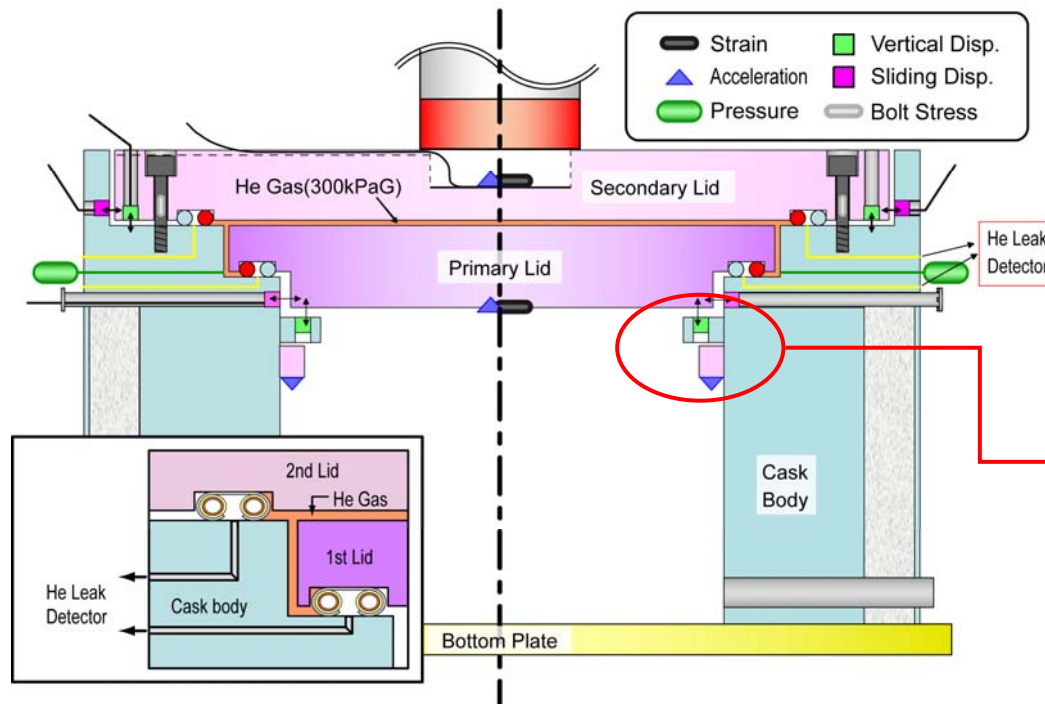 Strain
Vertical Disp.
Acceleration
Sliding Disp.
Pressure
Bolt Stress
He Gas(300kPaG)
Secondary Lid
Primary Lid
He Leak
Detector
Cask
Body
2nd Lid
He Gas
1st Lid
He Leak
Detector
Cask body
Bottom Plate